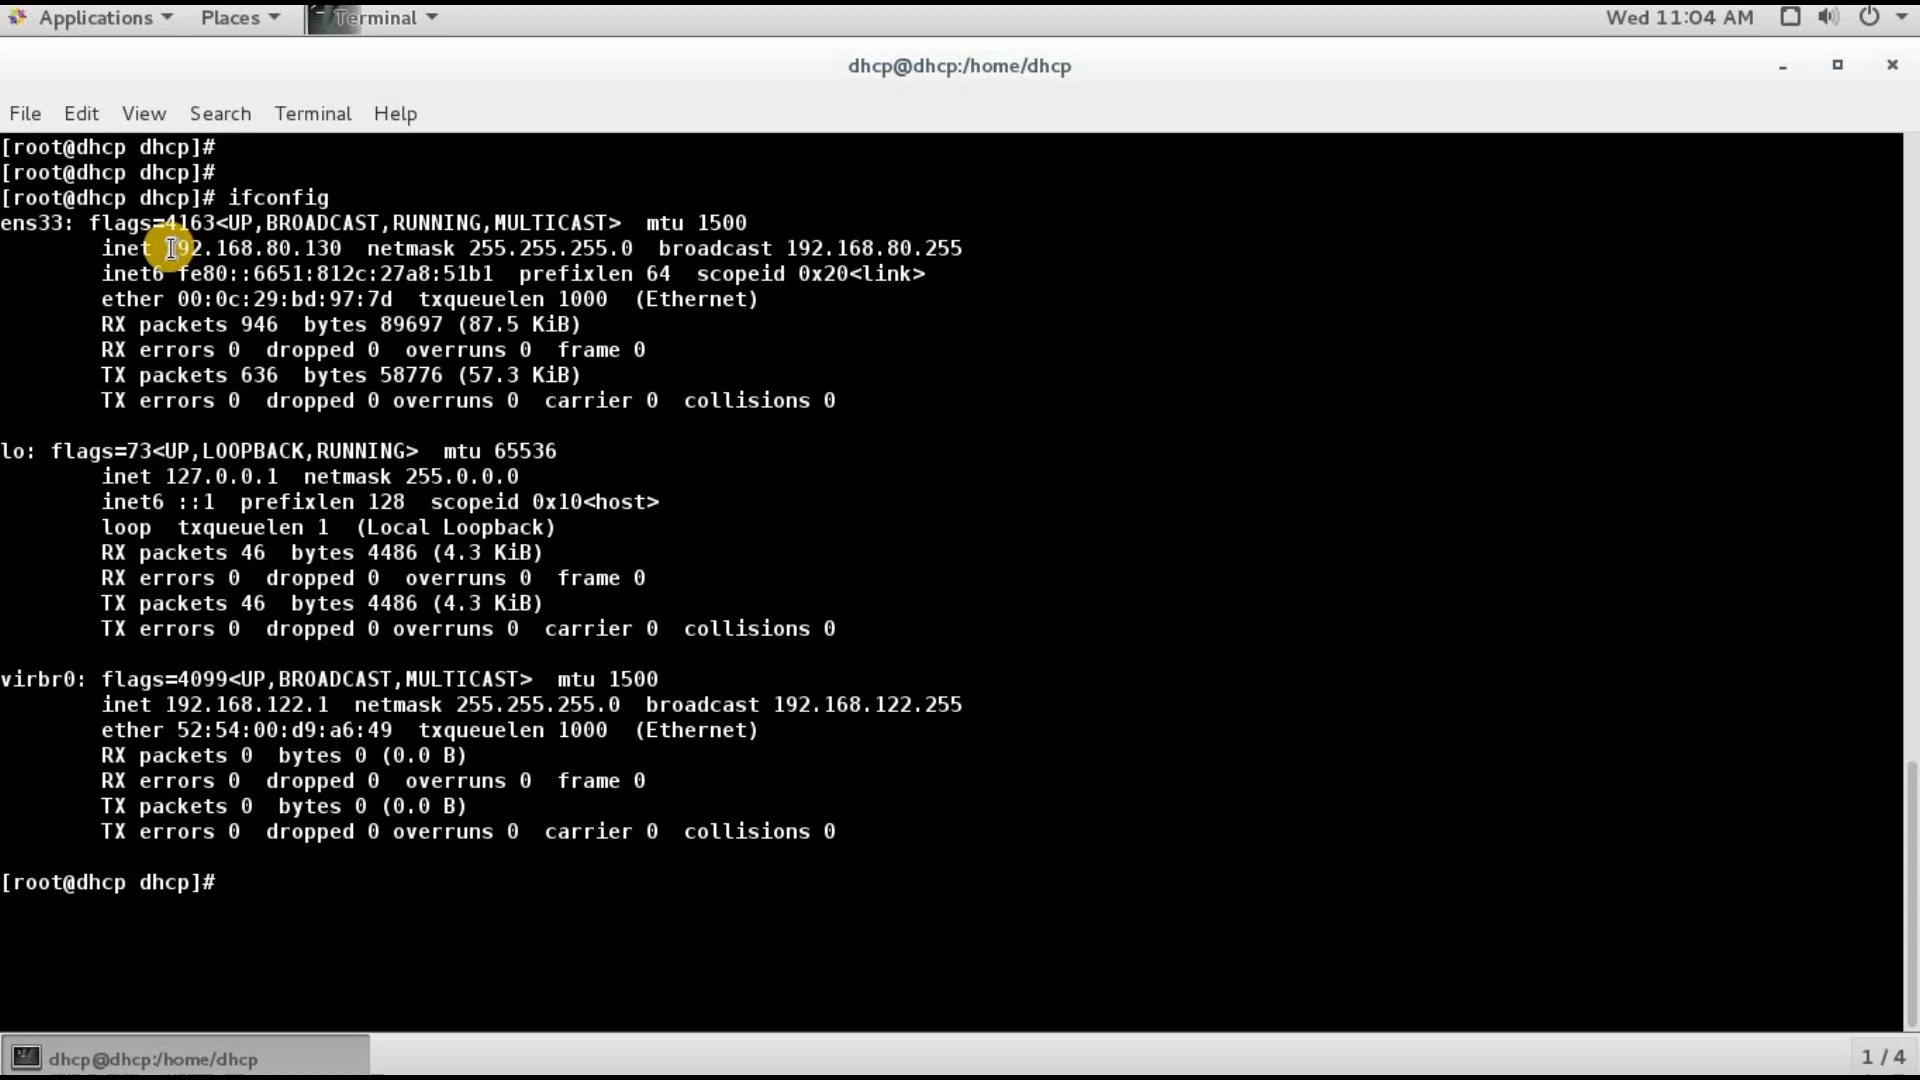 Applications Places Terminal Wed 11:04 AM
dhcp@dhcp:/home/dhcp
File Edit View Search Terminal Help
[root@dhcp dhcp]#
[root@dhcp dhcp]#
[root@dhcp dhcp]# ifconfig
ens33: flags=4163<UP,BROADCAST,RUNNING,MULTICAST>  mtu 1500
        inet 192.168.80.130  netmask 255.255.255.0  broadcast 192.168.80.255
        inet6 fe80::6651:812c:27a8:51b1  prefixlen 64  scopeid 0x20<link>
        ether 00:0c:29:bd:97:7d  txqueuelen 1000  (Ethernet)
        RX packets 946  bytes 89697 (87.5 KiB)
        RX errors 0  dropped 0  overruns 0  frame 0
        TX packets 636  bytes 58776 (57.3 KiB)
        TX errors 0  dropped 0 overruns 0  carrier 0  collisions 0
lo: flags=73<UP,LOOPBACK,RUNNING>  mtu 65536
        inet 127.0.0.1  netmask 255.0.0.0
        inet6 ::1  prefixlen 128  scopeid 0x10<host>
        loop  txqueuelen 1  (Local Loopback)
        RX packets 46  bytes 4486 (4.3 KiB)
        RX errors 0  dropped 0  overruns 0  frame 0
        TX packets 46  bytes 4486 (4.3 KiB)
        TX errors 0  dropped 0 overruns 0  carrier 0  collisions 0
virbr0: flags=4099<UP,BROADCAST,MULTICAST>  mtu 1500
        inet 192.168.122.1  netmask 255.255.255.0  broadcast 192.168.122.255
        ether 52:54:00:d9:a6:49  txqueuelen 1000  (Ethernet)
        RX packets 0  bytes 0 (0.0 B)
        RX errors 0  dropped 0  overruns 0  frame 0
        TX packets 0  bytes 0 (0.0 B)
        TX errors 0  dropped 0 overruns 0  carrier 0  collisions 0
[root@dhcp dhcp]#
dhcp@dhcp:/home/dhcp 1 / 4